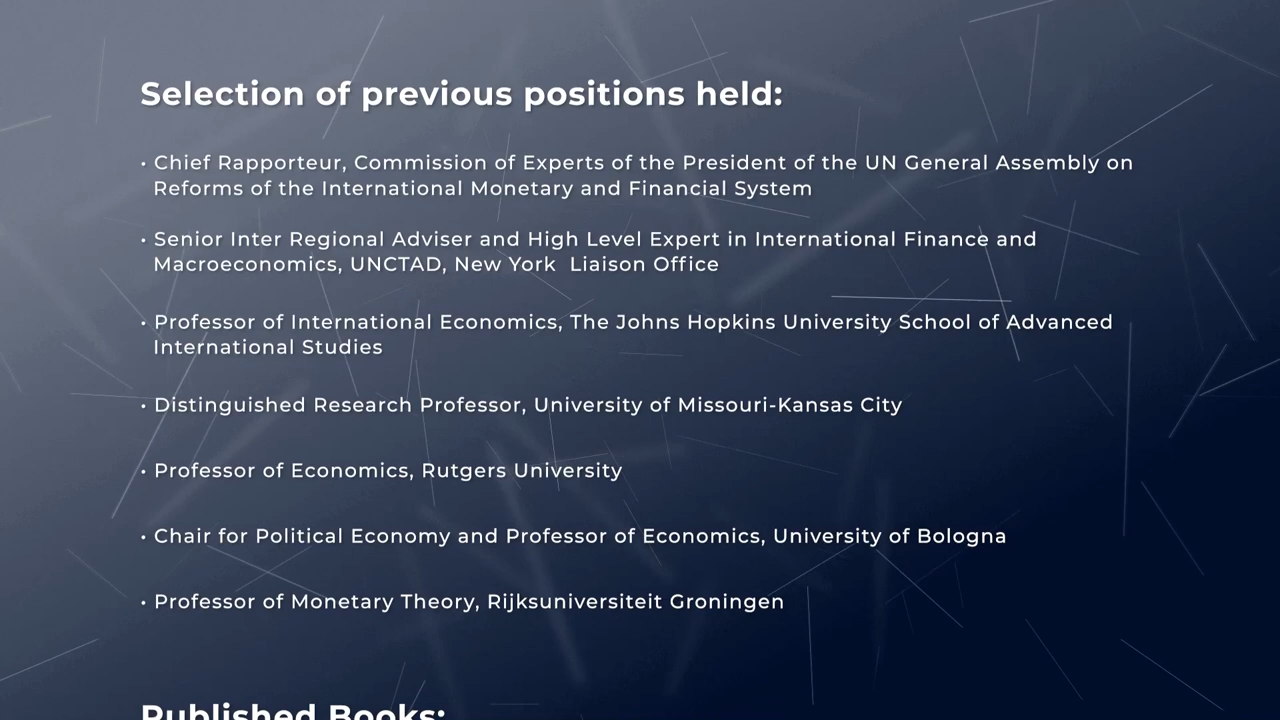 Selection of previous positions held:
• Chief Rapporteur, Commission of Experts of the President of the UN General Assembly on
Reforms of the International Monetary and Financial System
• Senior Inter Regional Adviser and High Level Expert in International Finance and
Macroeconomics, UNCTAD, New York  Liaison Office
• Professor of International Economics, The Johns Hopkins University School of Advanced
International Studies
• Distinguished Research Professor, University of Missouri-Kansas City
• Professor of Economics, Rutgers University
• Chair for Political Economy and Professor of Economics, University of Bologna
• Professor of Monetary Theory, Rijksuniversiteit Groningen
Published Books: